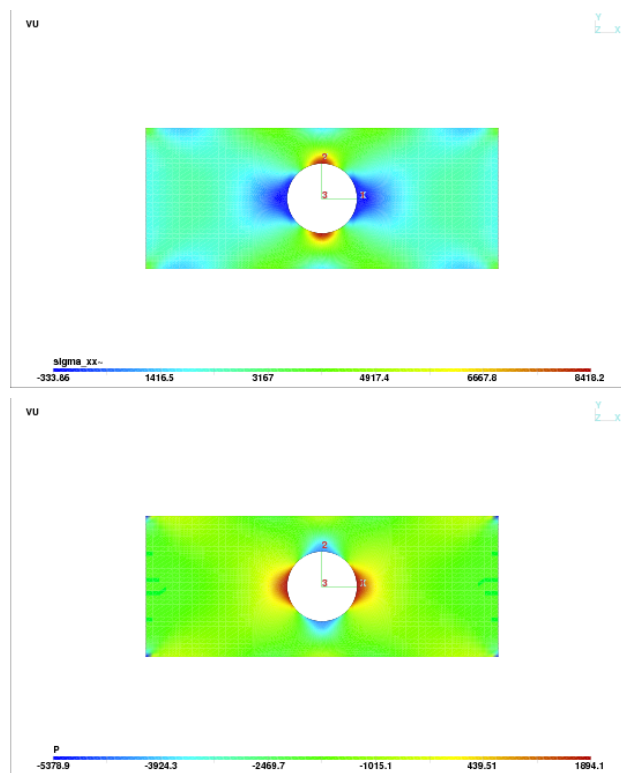 VU
Y
Z X
2
3 X
sigma_xx~
-333.86 1416.5 3167 4917.4 6667.8 8418.2
VU
Y
Z X
2
3
P
-5378.9 -3924.3 -2469.7 -1015.1 439.51 1894.1